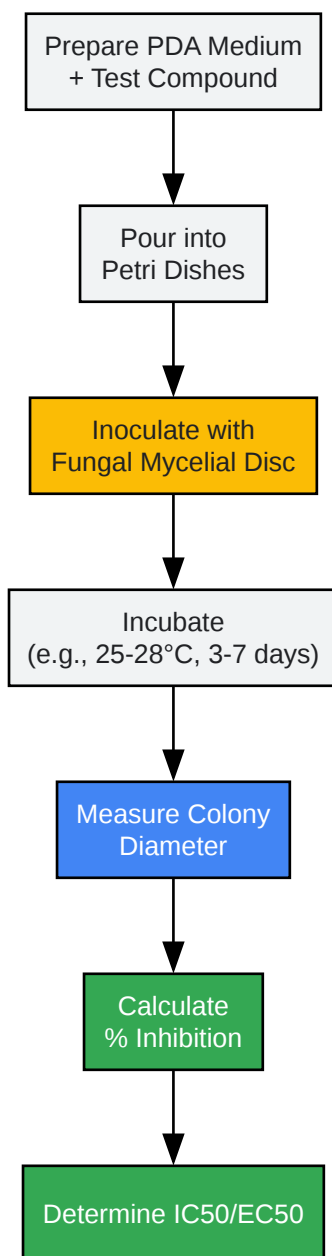 Prepare PDA Medium
+ Test Compound
Pour into
Petri Dishes
Inoculate with
Fungal Mycelial Disc
Incubate
(e.g., 25-28°C, 3-7 days)
Measure Colony
Diameter
Calculate
% Inhibition
Determine IC50/EC50